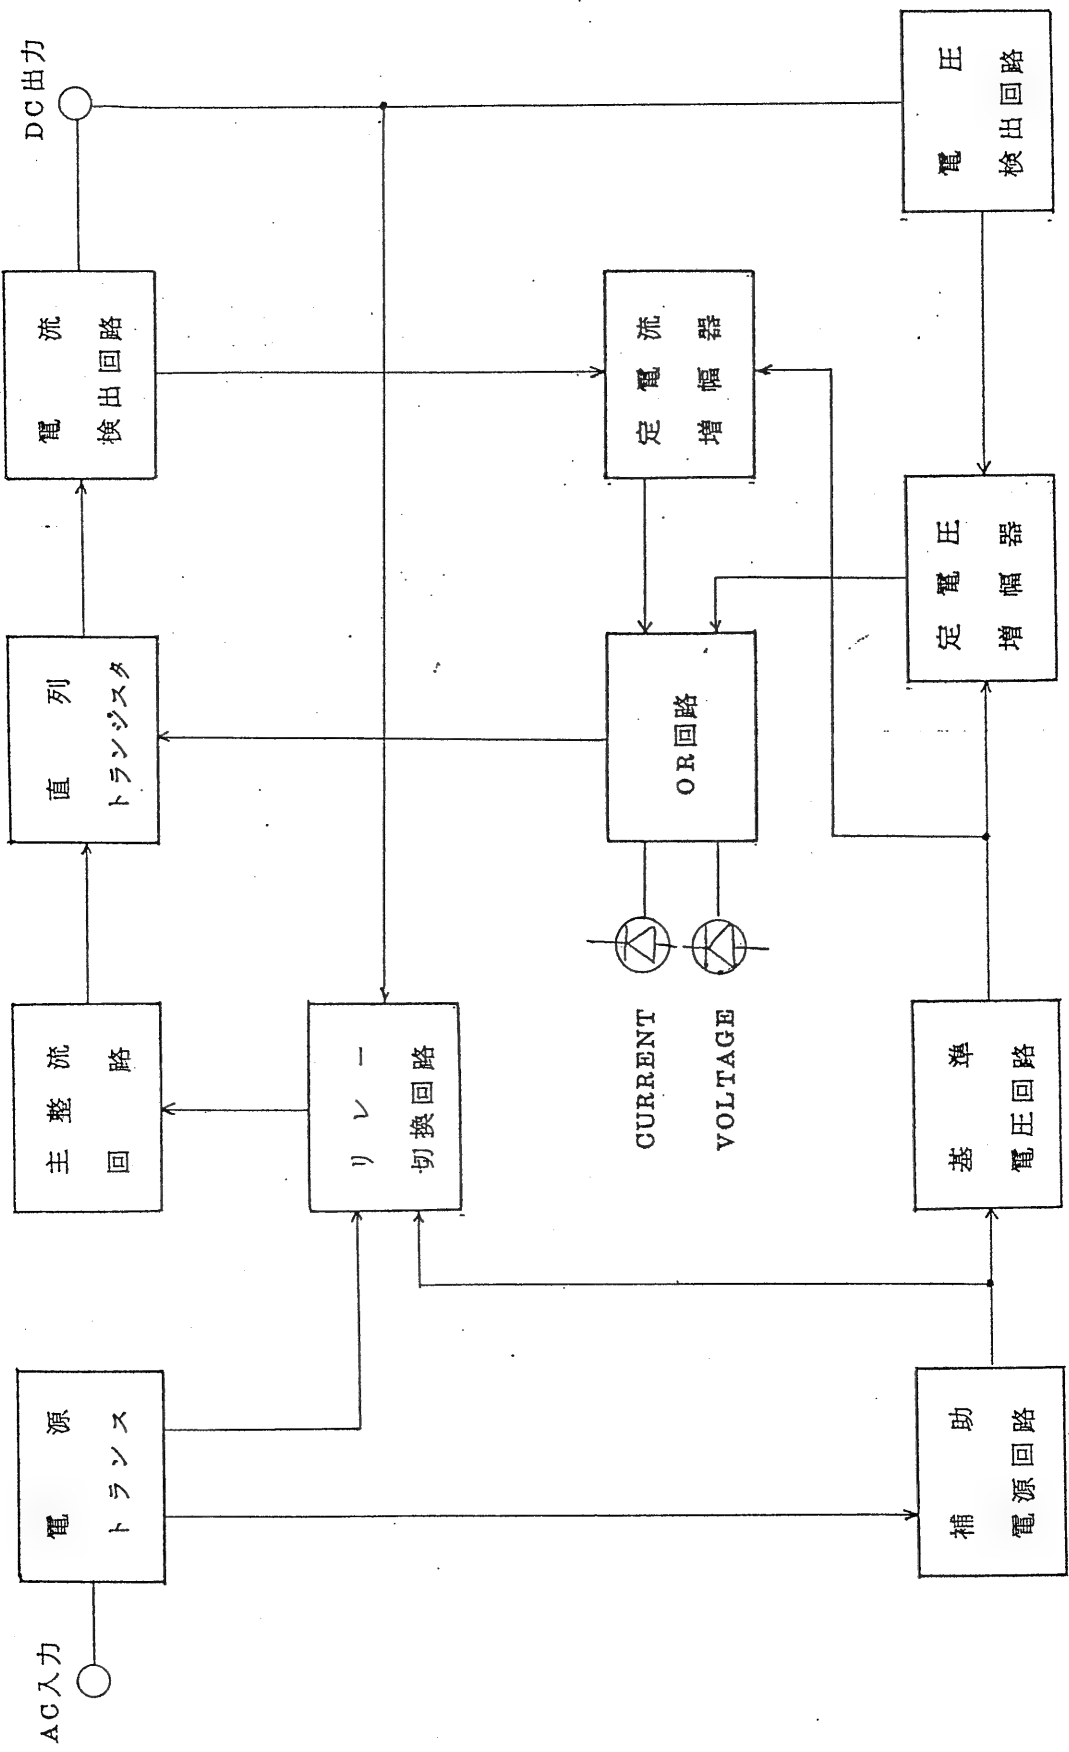 AC入力
電源
トランス
主整流
回路
直列
トランジスタ
電流
検出回路
DC出力
リレー
切換回路
CURRENT
VOLTAGE
OR回路
定電流
増幅器
補助
電源回路
基準
電圧回路
定電圧
増幅器
電圧
検出回路